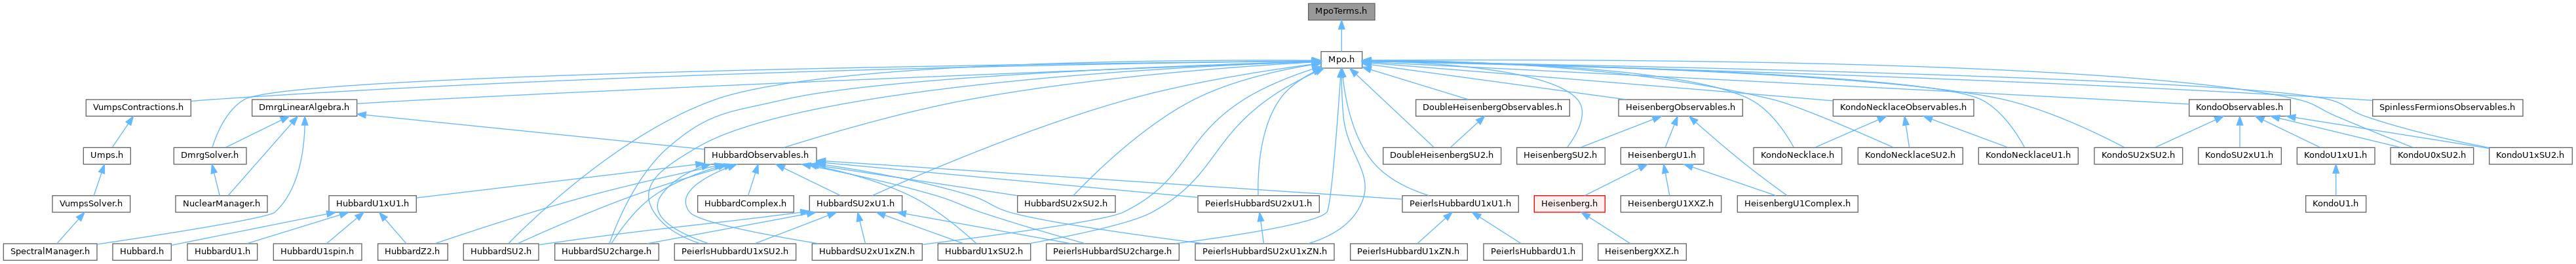 MpoTerms.h
Mpo.h
VumpsContractions.h
DmrgLinearAlgebra.h
DoubleHeisenbergObservables.h
HeisenbergObservables.h
KondoNecklaceObservables.h
KondoObservables.h
SpinlessFermionsObservables.h
Umps.h
DmrgSolver.h
HubbardObservables.h
DoubleHeisenbergSU2.h
HeisenbergSU2.h
HeisenbergU1.h
KondoNecklace.h
KondoNecklaceSU2.h
KondoNecklaceU1.h
KondoSU2xSU2.h
KondoSU2xU1.h
KondoU1xU1.h
KondoU0xSU2.h
KondoU1xSU2.h
VumpsSolver.h
NuclearManager.h
HubbardU1xU1.h
HubbardComplex.h
HubbardSU2xU1.h
HubbardSU2xSU2.h
PeierlsHubbardSU2xU1.h
PeierlsHubbardU1xU1.h
Heisenberg.h
HeisenbergU1XXZ.h
HeisenbergU1Complex.h
KondoU1.h
SpectralManager.h
Hubbard.h
HubbardU1.h
HubbardU1spin.h
HubbardZ2.h
HubbardSU2.h
HubbardSU2charge.h
PeierlsHubbardU1xSU2.h
HubbardSU2xU1xZN.h
HubbardU1xSU2.h
PeierlsHubbardSU2charge.h
PeierlsHubbardSU2xU1xZN.h
PeierlsHubbardU1xZN.h
PeierlsHubbardU1.h
HeisenbergXXZ.h